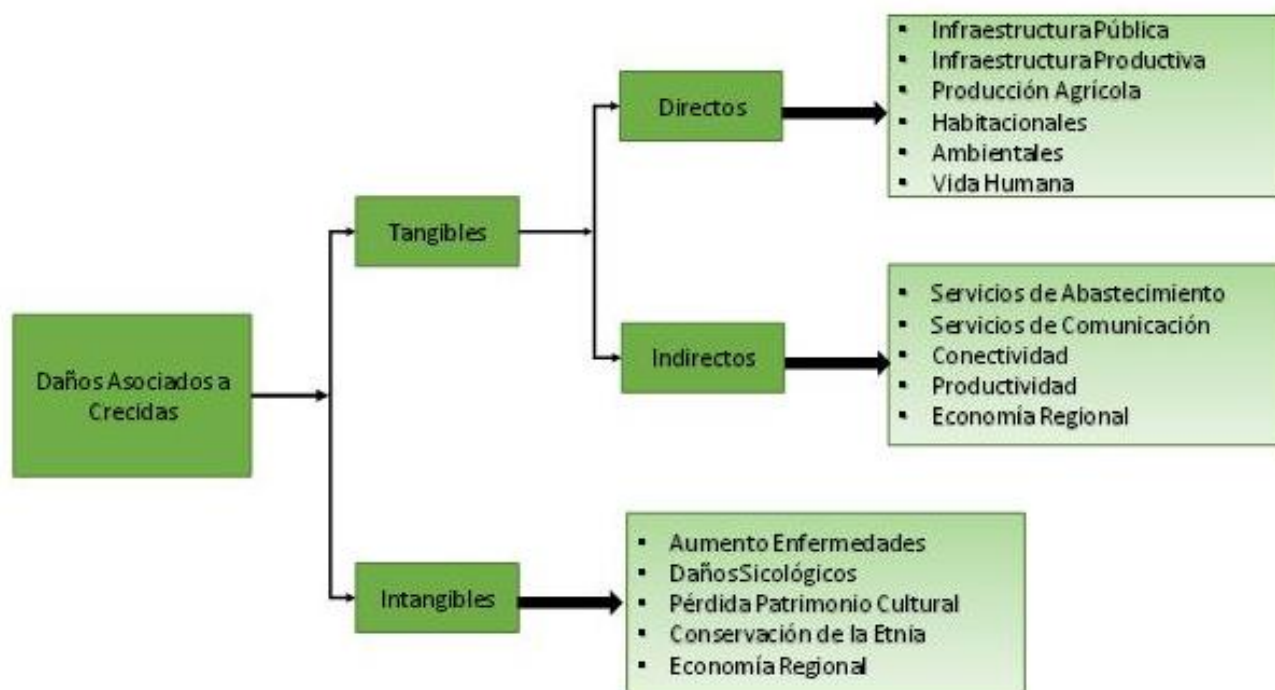 Daños Asociados a
Crecidas
Tangibles
Directos
▪ Infraestructura Pública
▪ Infraestructura Productiva
▪ Producción Agrícola
▪ Habitacionales
▪ Ambientales
▪ Vida Humana
Indirectos
▪ Servicios de Abastecimiento
▪ Servicios de Comunicación
▪ Conectividad
▪ Productividad
▪ Economía Regional
Intangibles
▪ Aumento Enfermedades
▪ Daños Sicológicos
▪ Pérdida Patrimonio Cultural
▪ Conservación de la Etnia
▪ Economía Regional